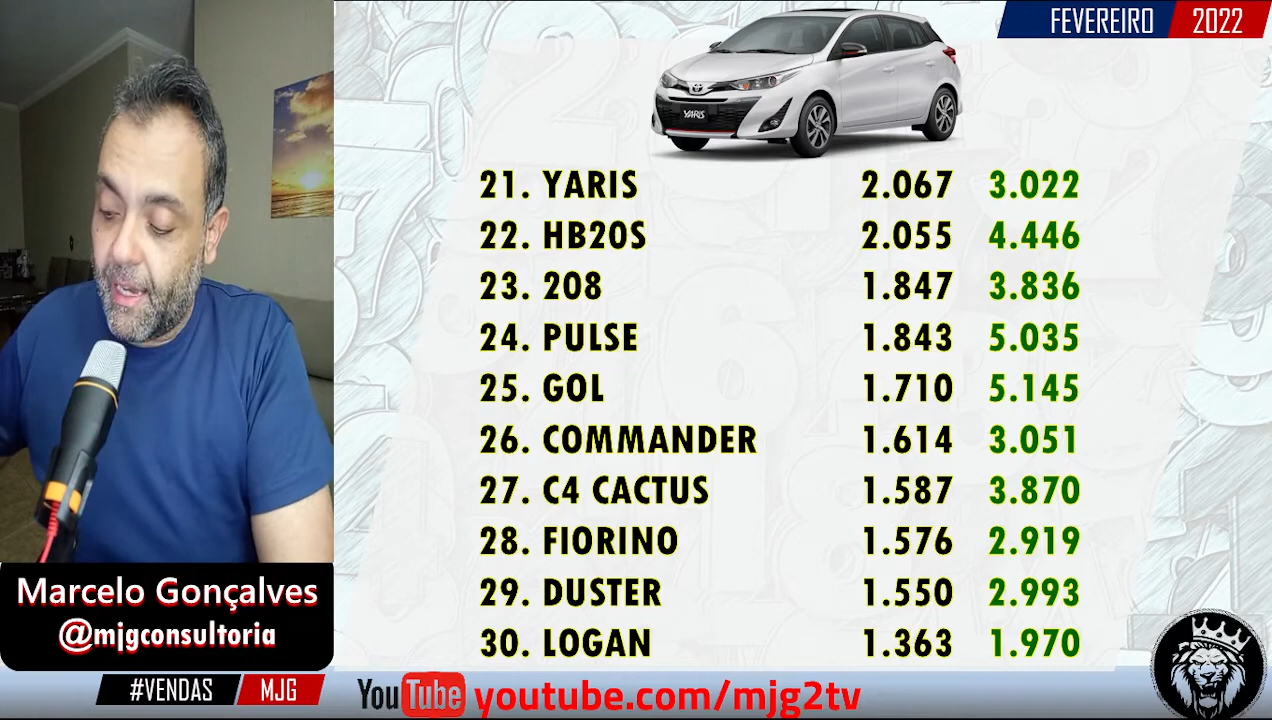 FEVEREIRO 2022
YARIS
21. YARIS 2.067 3.022
22. HB20S 2.055 4.446
23. 208 1.847 3.836
24. PULSE 1.843 5.035
25. GOL 1.710 5.145
26. COMMANDER 1.614 3.051
27. C4 CACTUS 1.587 3.870
28. FIORINO 1.576 2.919
29. DUSTER 1.550 2.993
30. LOGAN 1.363 1.970
Marcelo Gonçalves
@mjgconsultoria
#VENDAS MJG YouTube youtube.com/mjg2tv